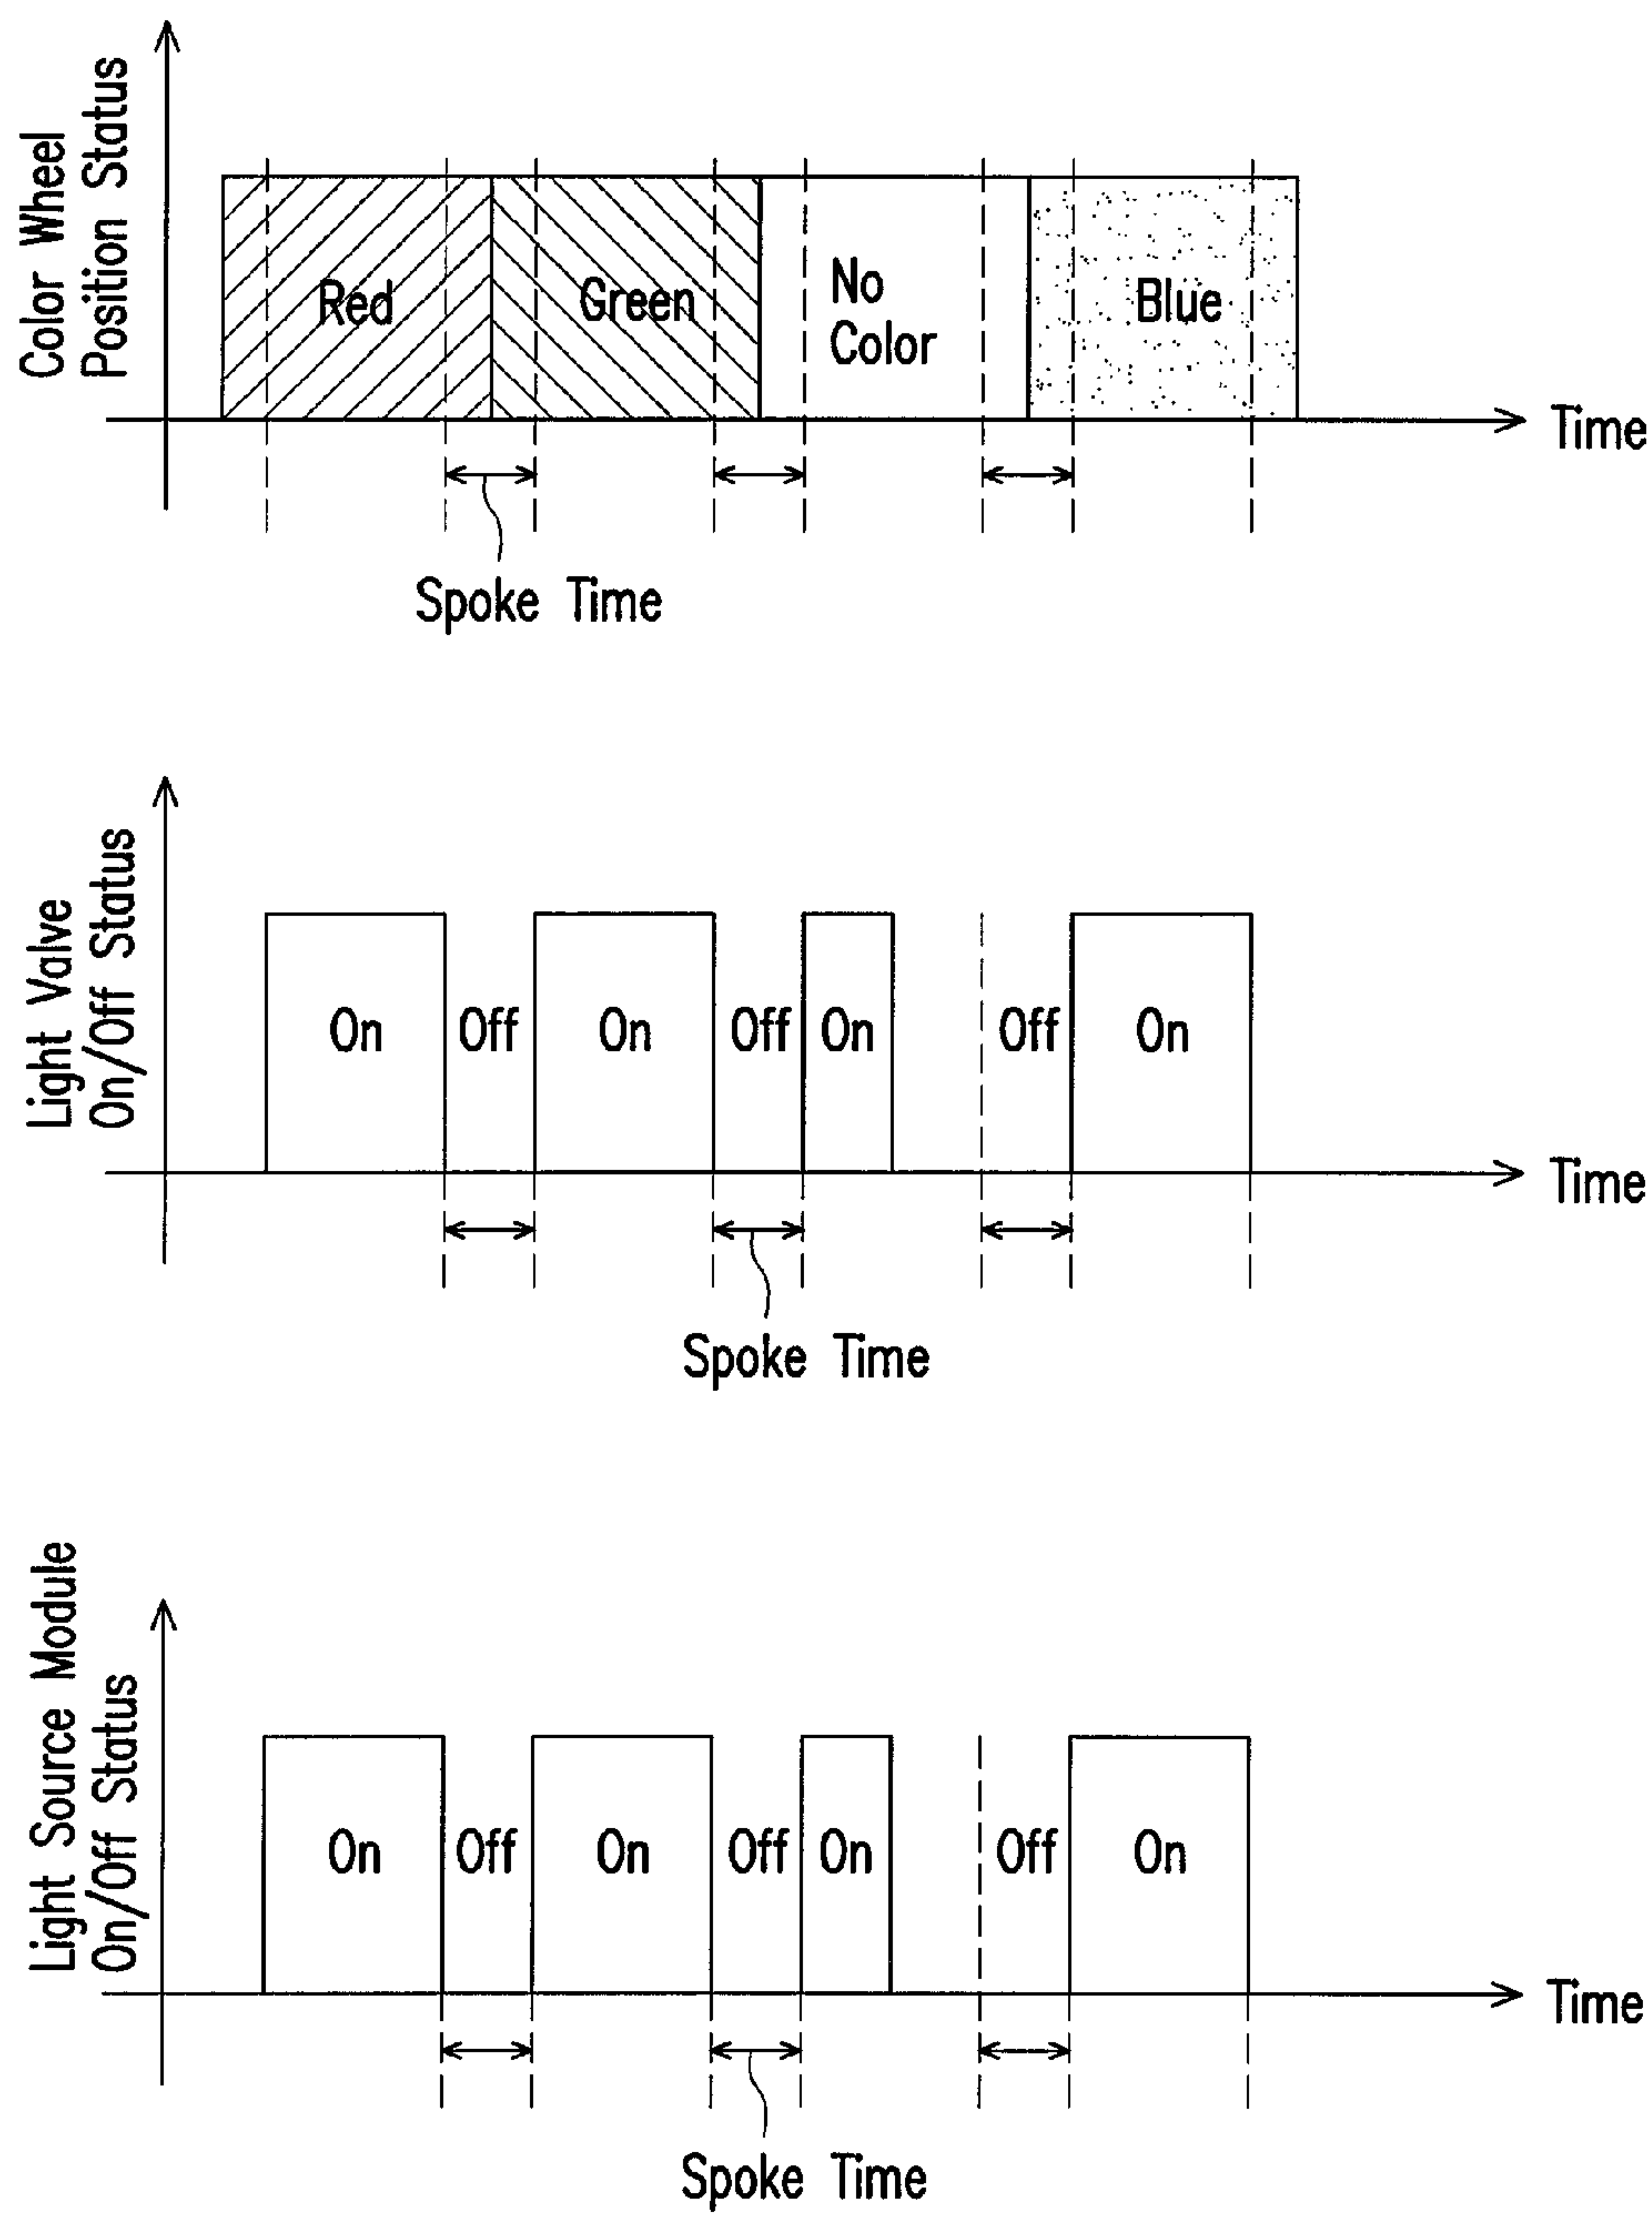 Color Wheel
Position Status
Red
Green
No
Color
Blue
Time
Spoke Time
Light Valve
On/Off Status
On
Off
On
Off
On
Off
On
Time
Spoke Time
Light Source Module
On/Off Status
On
Off
On
Off
On
Off
On
Time
Spoke Time